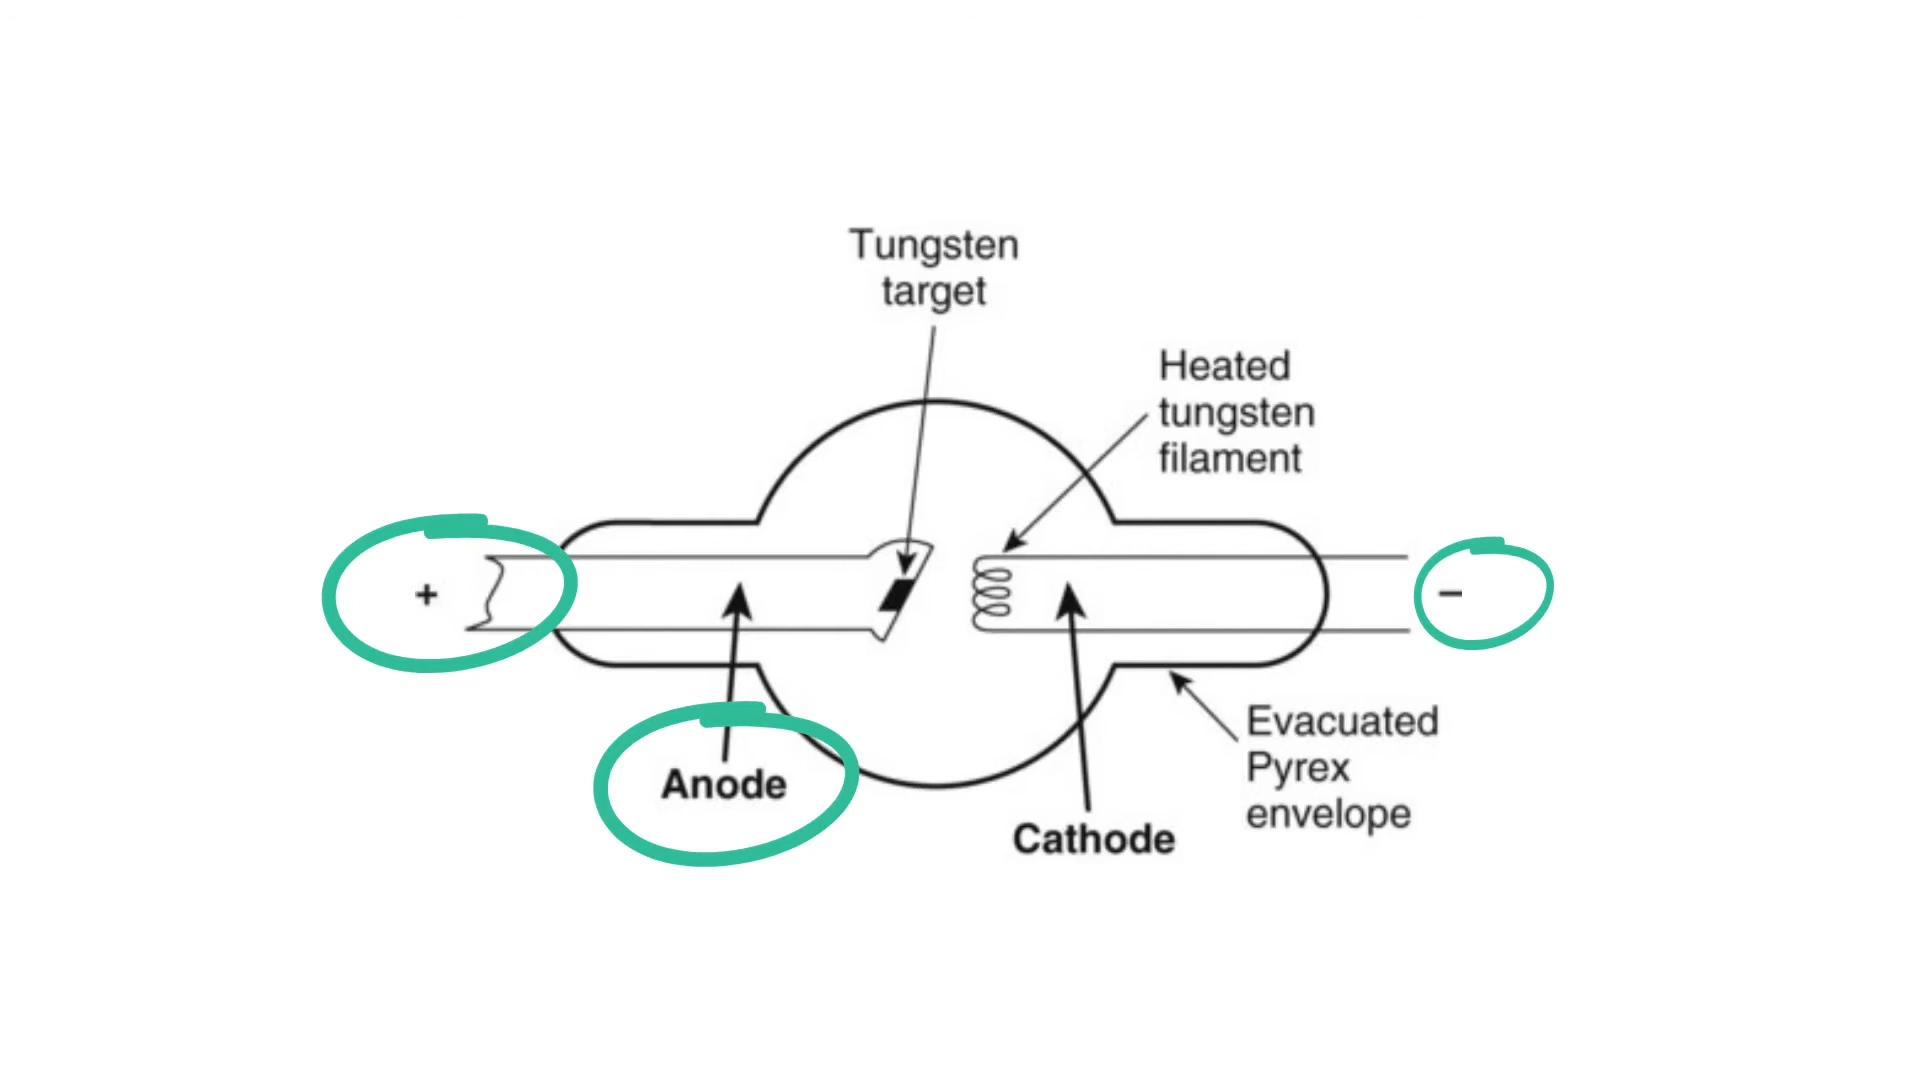 Tungsten
target
Heated
tungsten
filament
+
−
Anode
Cathode
Evacuated
Pyrex
envelope